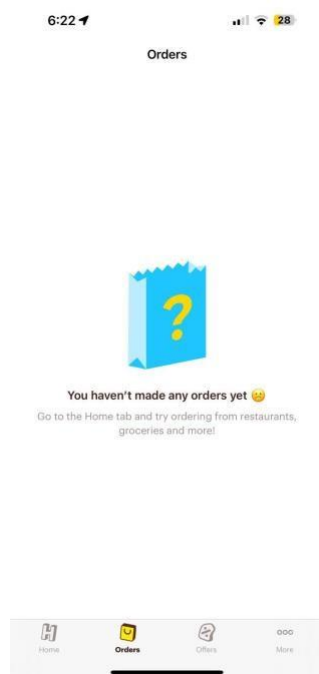 6:22
28
Orders
?
You haven't made any orders yet
Go to the Home tab and try ordering from restaurants,
groceries and more!
Home
Orders
Offers
More